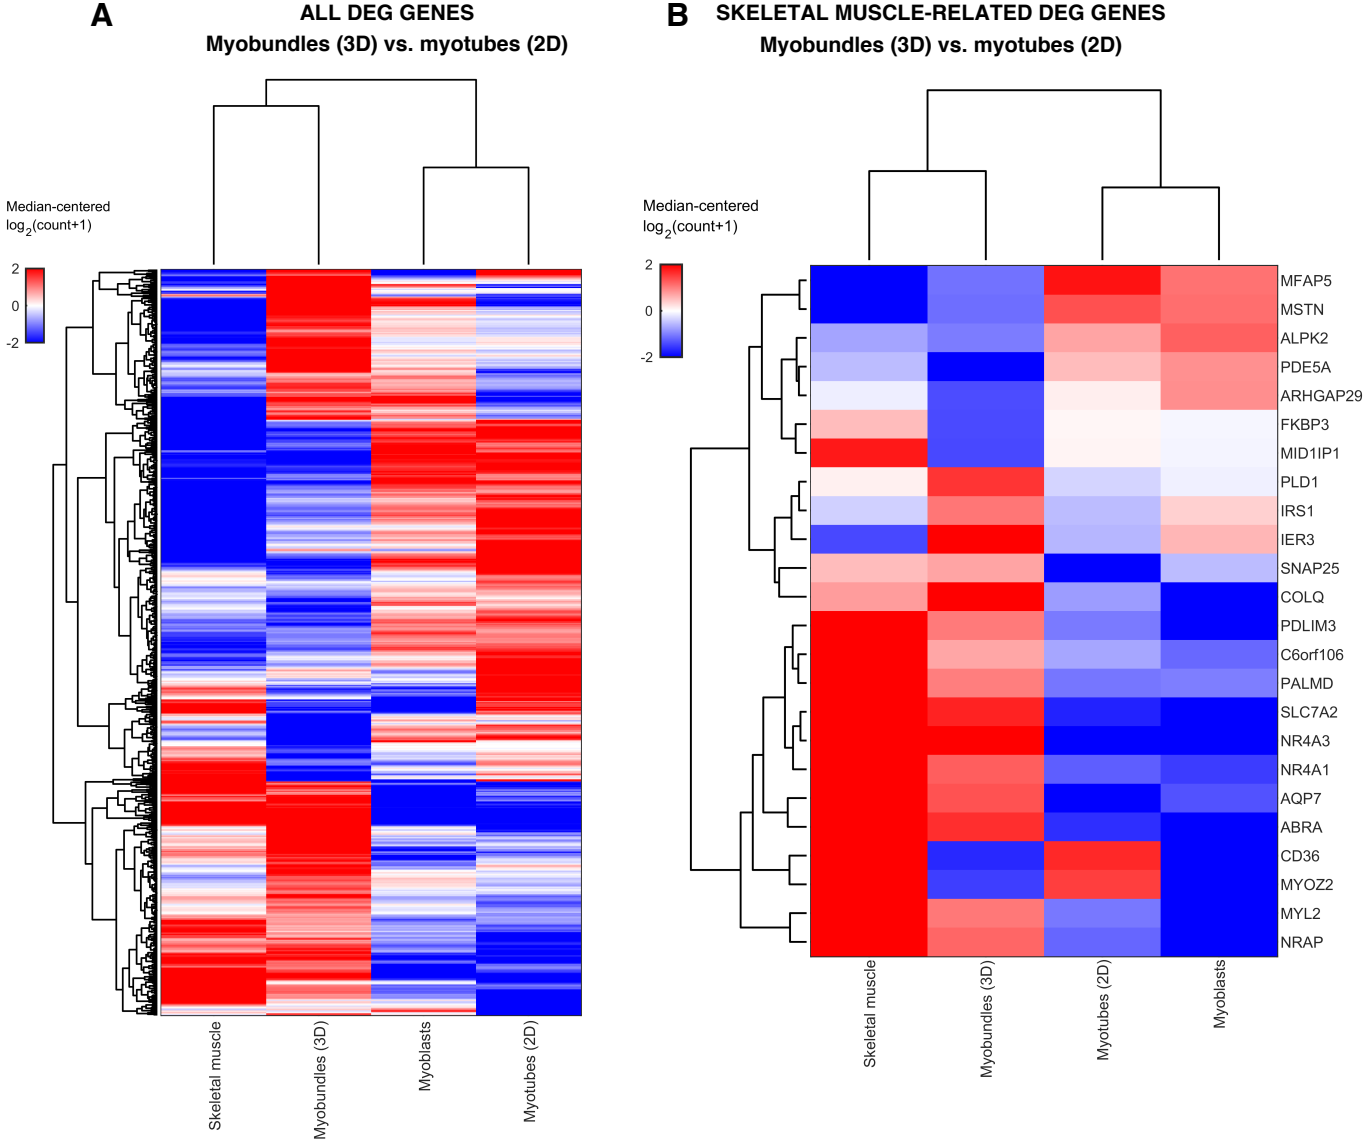 A
ALL DEG GENES
Myobundles (3D) vs. myotubes (2D)
Median-centered
log2(count+1)
2
0
-2
Skeletal muscle
Myobundles (3D)
Myoblasts
Myotubes (2D)
B
SKELETAL MUSCLE-RELATED DEG GENES
Myobundles (3D) vs. myotubes (2D)
Median-centered
log2(count+1)
2
0
-2
MFAP5
MSTN
ALPK2
PDE5A
ARHGAP29
FKBP3
MID1IP1
PLD1
IRS1
IER3
SNAP25
COLQ
PDLIM3
C6orf106
PALMD
SLC7A2
NR4A3
NR4A1
AQP7
ABRA
CD36
MYOZ2
MYL2
NRAP
Skeletal muscle
Myobundles (3D)
Myotubes (2D)
Myoblasts